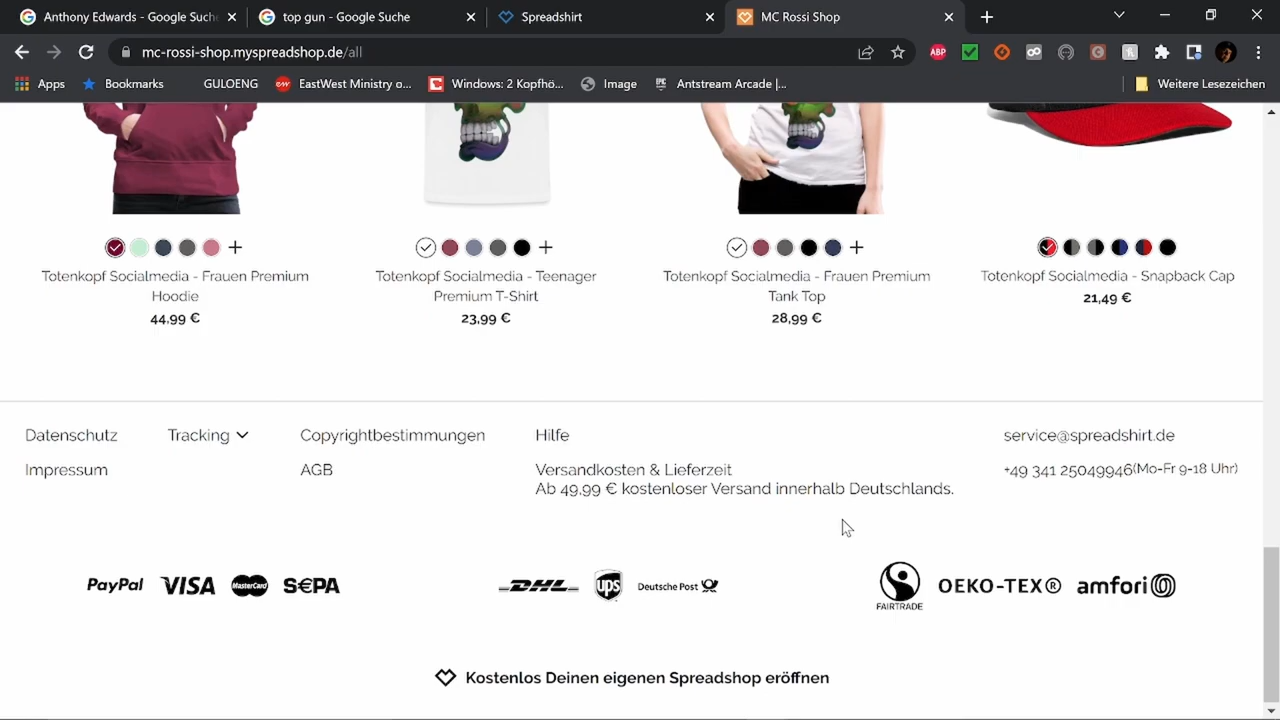 Anthony Edwards - Google Suche
top gun - Google Suche
Spreadshirt
MC Rossi Shop
mc-rossi-shop.myspreadshop.de/all
ABP
Apps
Bookmarks
GULOENG
EastWest Ministry o...
Windows: 2 Kopfhö...
Image
Antstream Arcade |...
Weitere Lesezeichen
Totenkopf Socialmedia - Frauen Premium
Hoodie
44,99 €
Totenkopf Socialmedia - Teenager
Premium T-Shirt
23,99 €
Totenkopf Socialmedia - Frauen Premium
Tank Top
28,99 €
Totenkopf Socialmedia - Snapback Cap
21,49 €
Datenschutz
Tracking
Copyrightbestimmungen
Hilfe
service@spreadshirt.de
Impressum
AGB
Versandkosten & Lieferzeit
Ab 49,99 € kostenloser Versand innerhalb Deutschlands.
+49 341 25049946(Mo-Fr 9-18 Uhr)
PayPal
VISA
MasterCard
S€PA
DHL
ups
Deutsche Post
FAIRTRADE
OEKO-TEX®
amfori
Kostenlos Deinen eigenen Spreadshop eröffnen